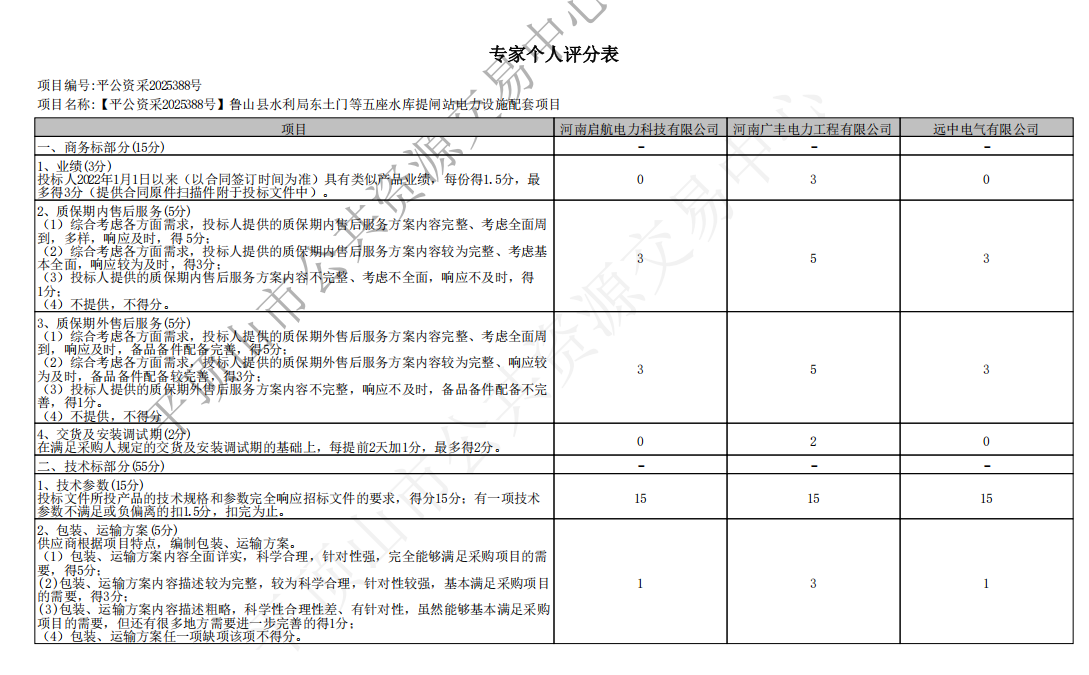 专家个人评分表
项目编号:平公资采2025388号
项目名称:【平公资采2025388号】鲁山县水利局东土门等五座水库提闸站电力设施配套项目
项目 河南启航电力科技有限公司 河南广丰电力工程有限公司 远中电气有限公司
一、商务标部分(15分) - - -
1、业绩(3分)
投标人2022年1月1日以来（以合同签订时间为准）具有类似产品业绩，每份得1.5分，最
多得3分（提供合同原件扫描件附于投标文件中）。
0 3 0
2、质保期内售后服务(5分)
（1）综合考虑各方面需求，投标人提供的质保期内售后服务方案内容完整、考虑全面周
到，多样，响应及时，得 5分；
（2）综合考虑各方面需求，投标人提供的质保期内售后服务方案内容较为完整、考虑基
本全面，响应较为及时，得3分；
（3）投标人提供的质保期内售后服务方案内容不完整、考虑不全面，响应不及时，得
1分；
（4）不提供，不得分。
3 5 3
3、质保期外售后服务(5分)
（1）综合考虑各方面需求，投标人提供的质保期外售后服务方案内容完整、考虑全面周
到，响应及时，备品备件配备完善，得5分；
（2）综合考虑各方面需求，投标人提供的质保期外售后服务方案内容较为完整、响应较
为及时，备品备件配备较完善，得3分；
（3）投标人提供的质保期外售后服务方案内容不完整，响应不及时，备品备件配备不完
善，得1分。
（4）不提供，不得分
3 5 3
4、交货及安装调试期(2分)
在满足采购人规定的交货及安装调试期的基础上，每提前2天加1分，最多得2分。
0 2 0
二、技术标部分(55分) - - -
1、技术参数(15分)
投标文件所投产品的技术规格和参数完全响应招标文件的要求，得分15分；有一项技术
参数不满足或负偏离的扣1.5分，扣完为止。
15 15 15
2、包装、运输方案(5分)
供应商根据项目特点，编制包装、运输方案。
（1）包装、运输方案内容全面详实，科学合理，针对性强，完全能够满足采购项目的需
要，得5分；
(2)包装、运输方案内容描述较为完整，较为科学合理，针对性较强，基本满足采购项目
的需要，得3分；
(3)包装、运输方案内容描述粗略，科学性合理性差、有针对性，虽然能够基本满足采购
项目的需要，但还有很多地方需要进一步完善的得1分；
（4）包装、运输方案任一项缺项该项不得分。
1 3 1
平顶山市公共资源交易中心
平顶山市公共资源交易中心